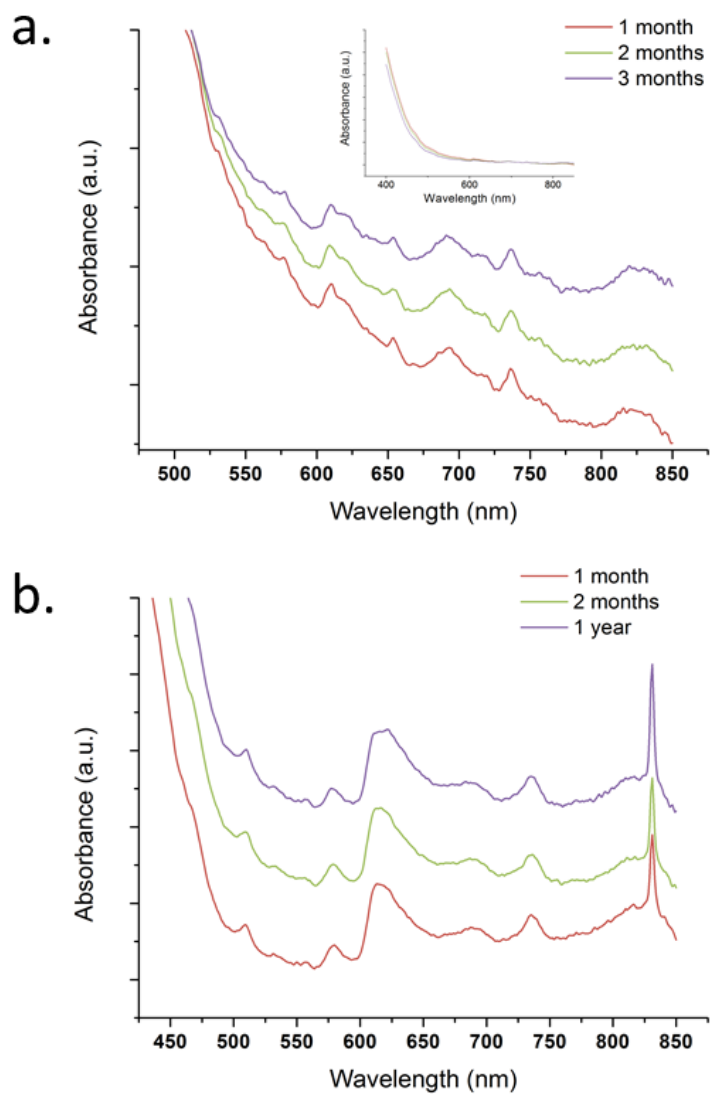 a.
1 month
2 months
3 months
Absorbance (a.u.)
400 600 800
Wavelength (nm)
Absorbance (a.u.)
500 550 600 650 700 750 800 850
Wavelength (nm)
b.
1 month
2 months
1 year
Absorbance (a.u.)
450 500 550 600 650 700 750 800 850
Wavelength (nm)